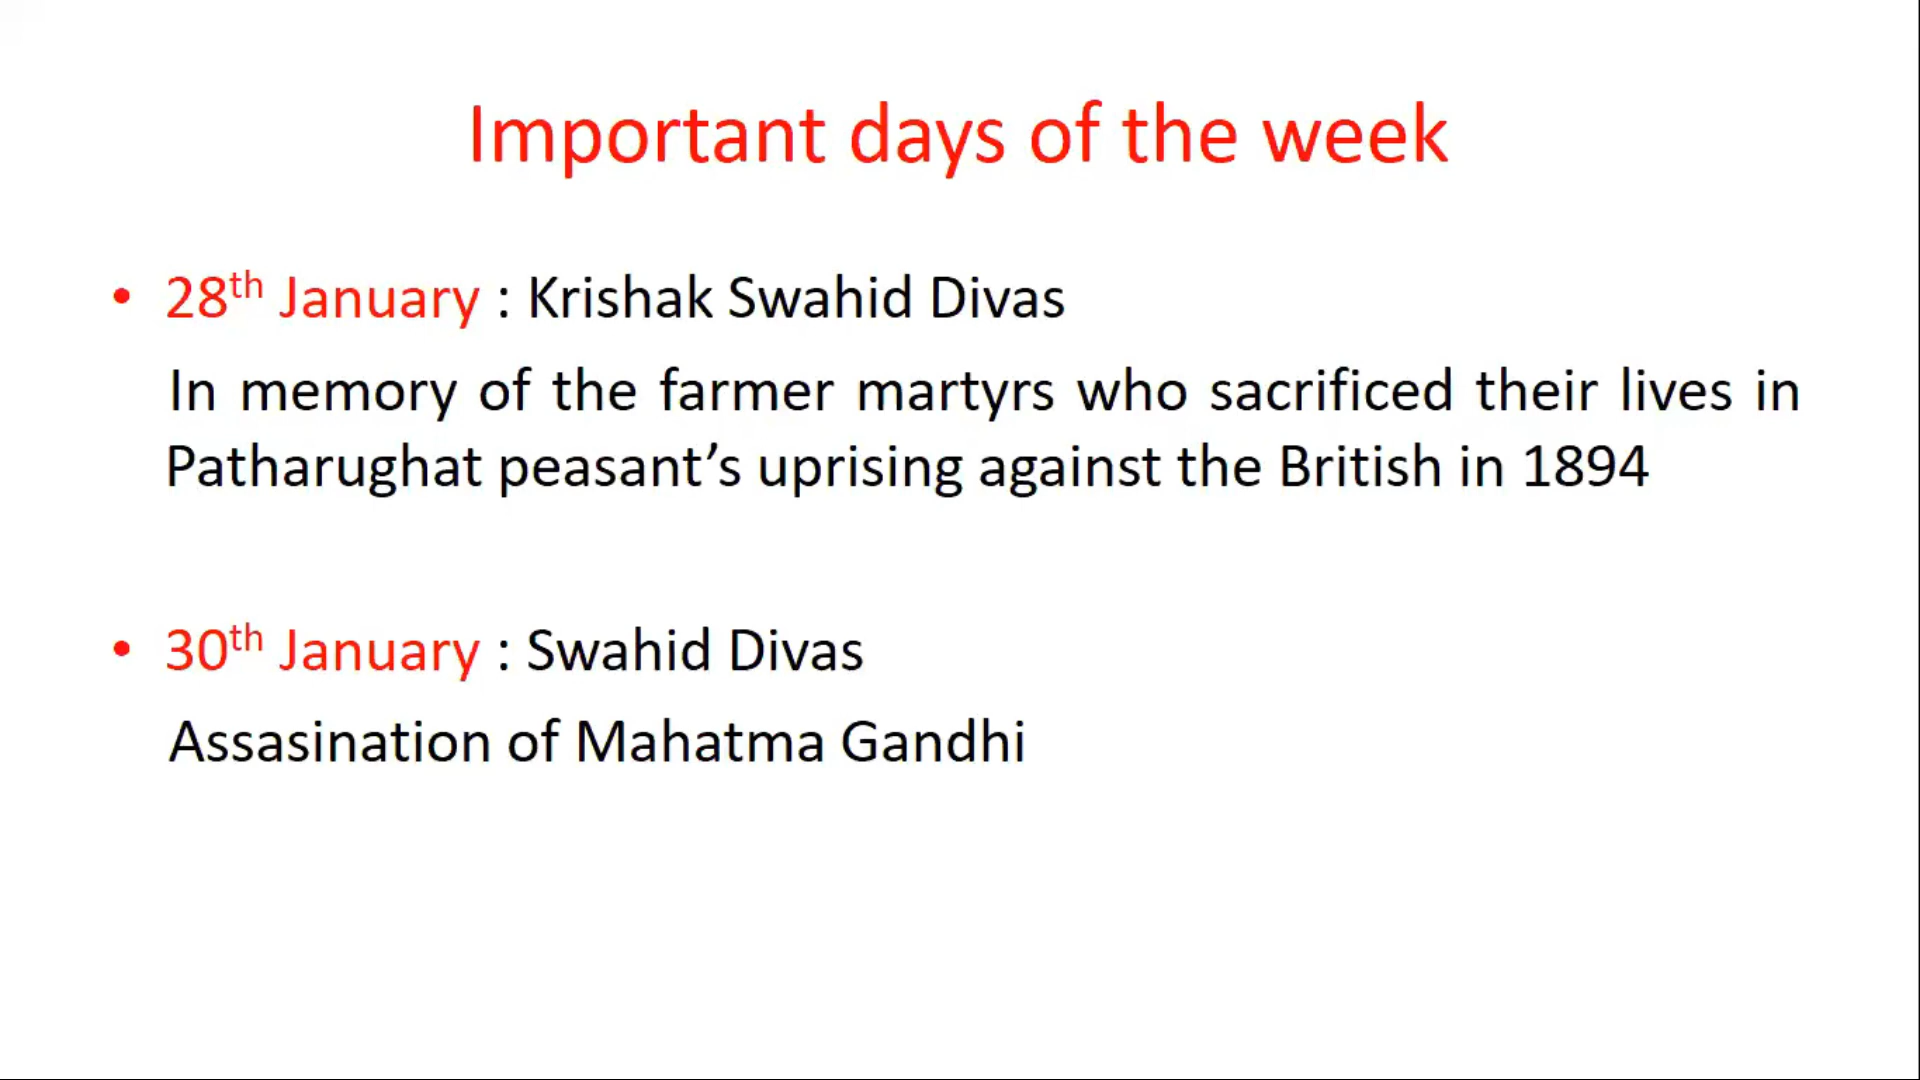 Important days of the week
• 28th January : Krishak Swahid Divas
In memory of the farmer martyrs who sacrificed their lives in
Patharughat peasant’s uprising against the British in 1894
• 30th January : Swahid Divas
Assasination of Mahatma Gandhi